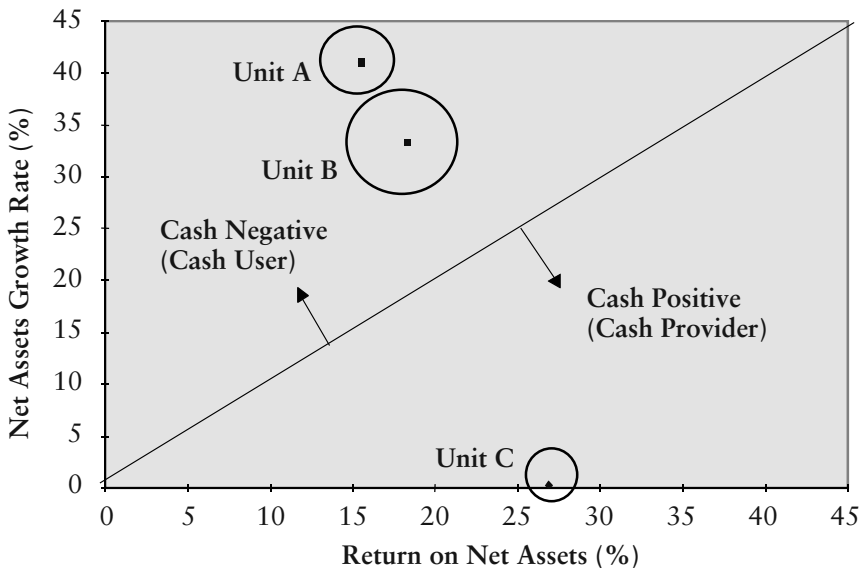 45
40
35
30
25
20
15
10
5
0
Net Assets Growth Rate (%)
Unit A
Unit B
Cash Negative
(Cash User)
Cash Positive
(Cash Provider)
Unit C
0 5 10 15 20 25 30 35 40 45
Return on Net Assets (%)